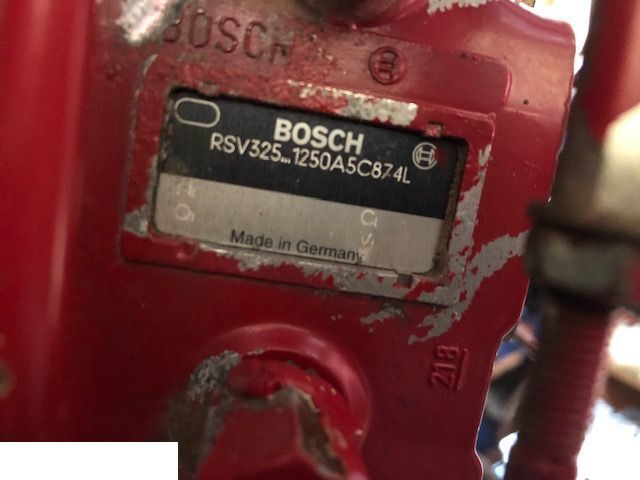 BOSCH
BOSCH
RSV325...1250A5C874L
Made in Germany
218